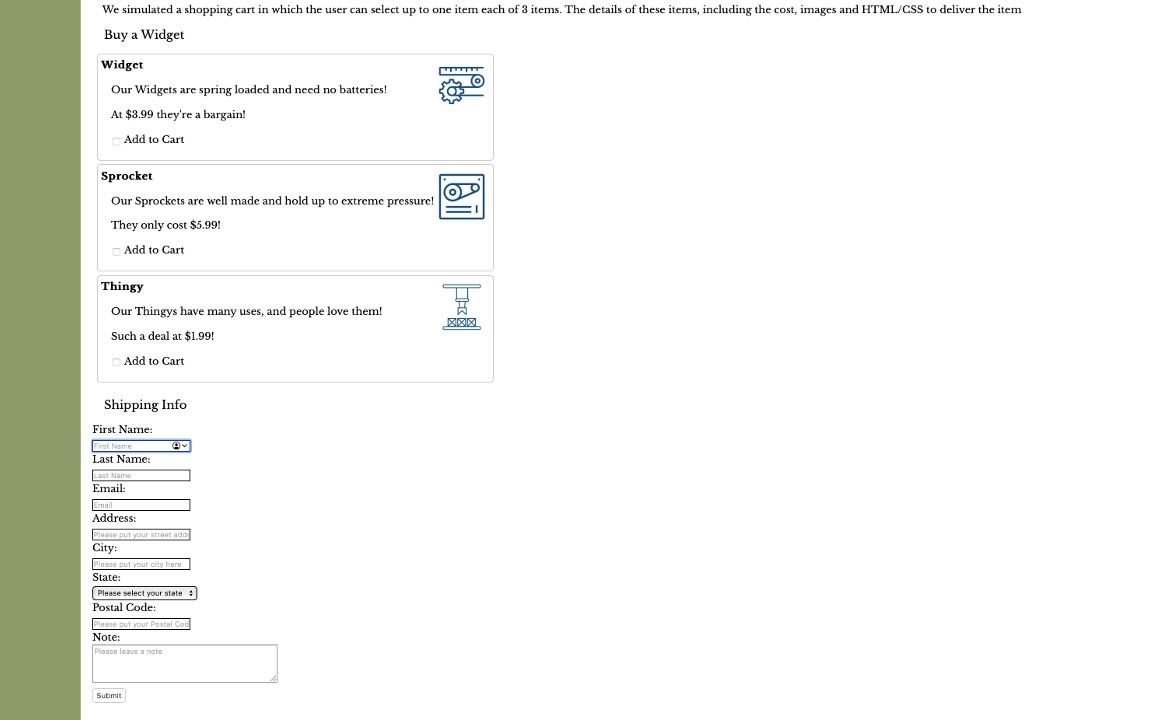 We simulated a shopping cart in which the user can select up to one item each of 3 items. The details of these items, including the cost, images and HTML/CSS to deliver the item
Buy a Widget
Widget
Our Widgets are spring loaded and need no batteries!
At $3.99 they're a bargain!
Add to Cart
Sprocket
Our Sprockets are well made and hold up to extreme pressure!
They only cost $5.99!
Add to Cart
Thingy
Our Thingys have many uses, and people love them!
Such a deal at $1.99!
Add to Cart
Shipping Info
First Name:
First Name
Last Name:
Last Name
Email:
Email
Address:
Please put your street addr
City:
Please put your city here
State:
Please select your state
Postal Code:
Please put your Postal Cod
Note:
Please leave a note
Submit